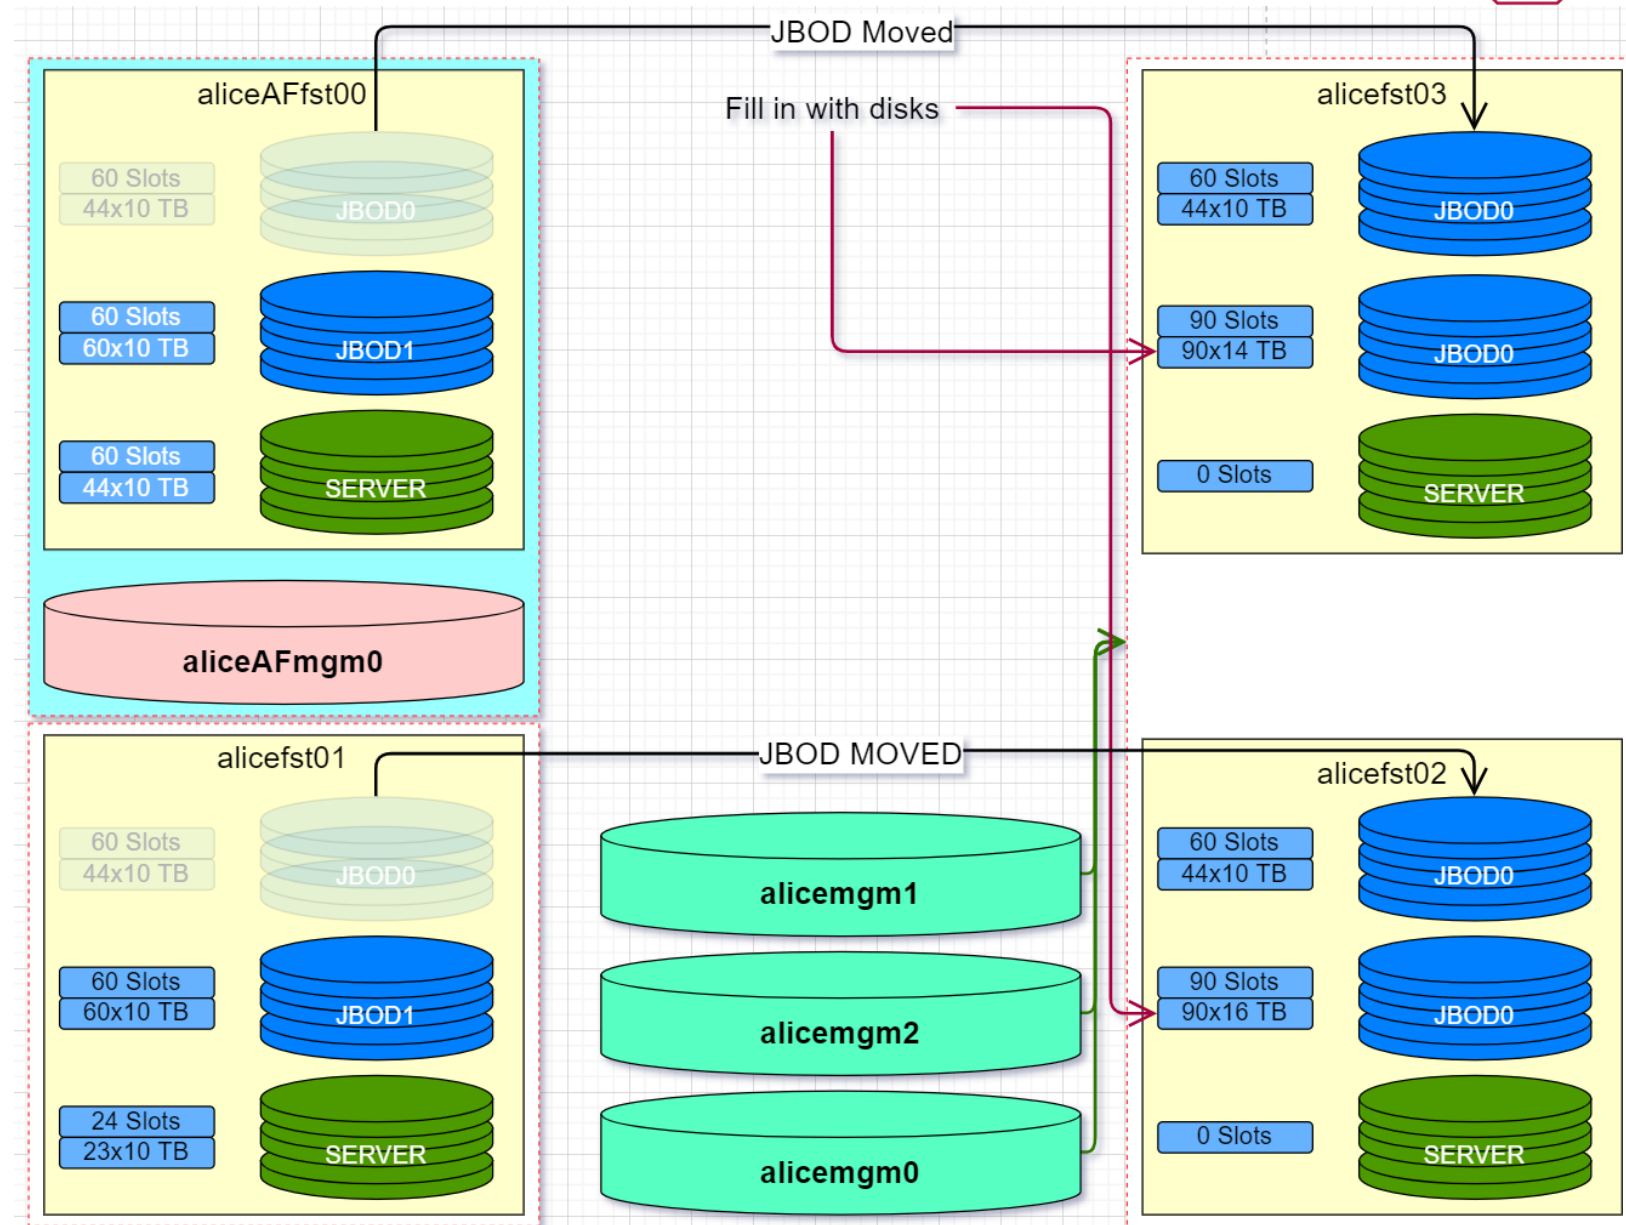 JBOD Moved
aliceAFfst00
60 Slots
44x10 TB
JBOD0
60 Slots
60x10 TB
JBOD1
60 Slots
44x10 TB
SERVER
aliceAFmgm0
Fill in with disks
alicefst03
60 Slots
44x10 TB
JBOD0
90 Slots
90x14 TB
JBOD0
0 Slots
SERVER
alicefst01
60 Slots
44x10 TB
JBOD0
60 Slots
60x10 TB
JBOD1
24 Slots
23x10 TB
SERVER
JBOD MOVED
alicemgm1
alicemgm2
alicemgm0
alicefst02
60 Slots
44x10 TB
JBOD0
90 Slots
90x16 TB
JBOD0
0 Slots
SERVER